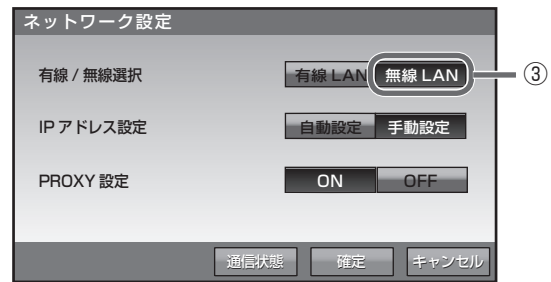 ネットワーク設定
有線 / 無線選択 有線 LAN 無線 LAN ③
IP アドレス設定 自動設定 手動設定
PROXY 設定 ON OFF
通信状態 確定 キャンセル